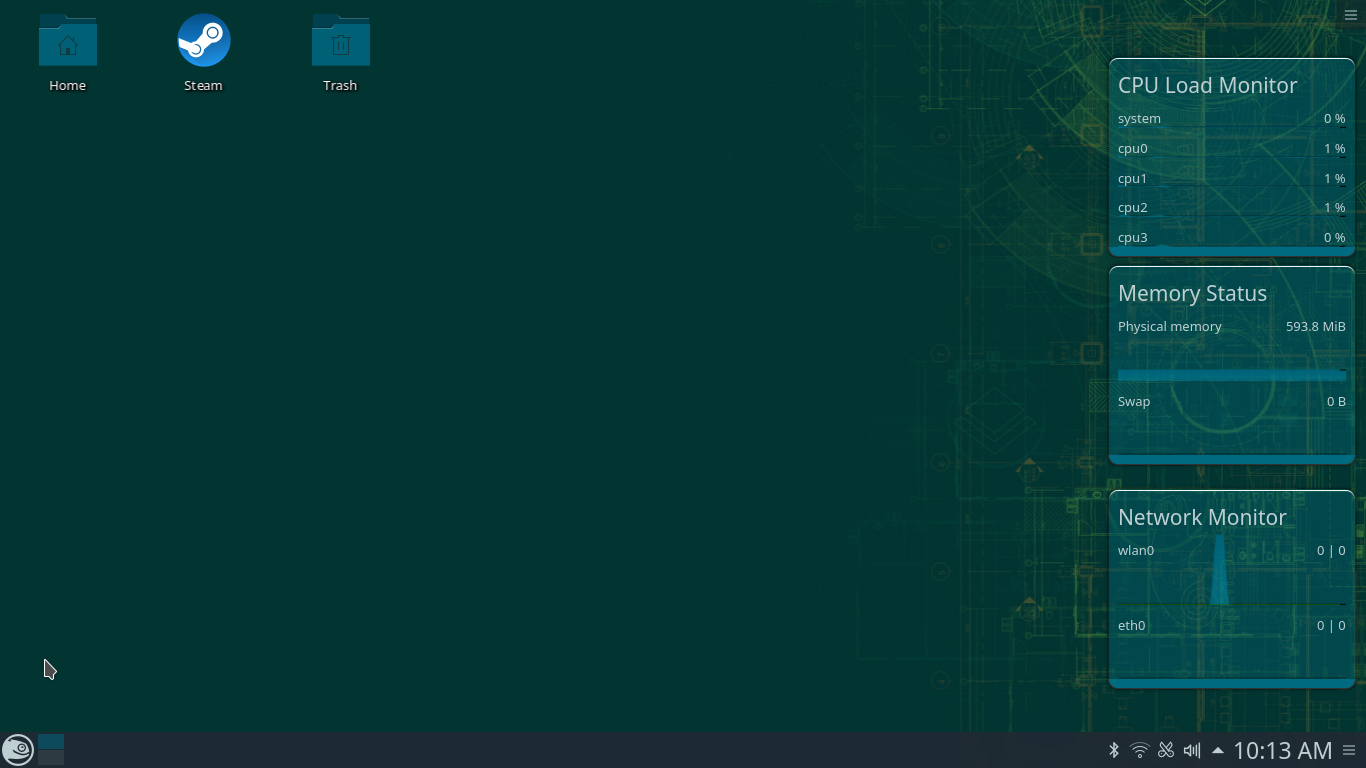 Home
Steam
Trash
CPU Load Monitor
system 0 %
cpu0 1 %
cpu1 1 %
cpu2 1 %
cpu3 0 %
Memory Status
Physical memory 593.8 MiB
Swap 0 B
Network Monitor
wlan0 0 | 0
eth0 0 | 0
10:13 AM